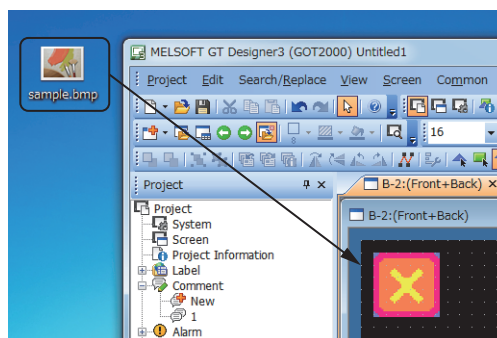 sample.bmp
MELSOFT GT Designer3 (GOT2000) Untitled1
Project Edit Search/Replace View Screen Common
16
Project
B-2:(Front+Back)
B-2:(Front+Back)
Project
System
Screen
Project Information
Label
Comment
New
1
Alarm